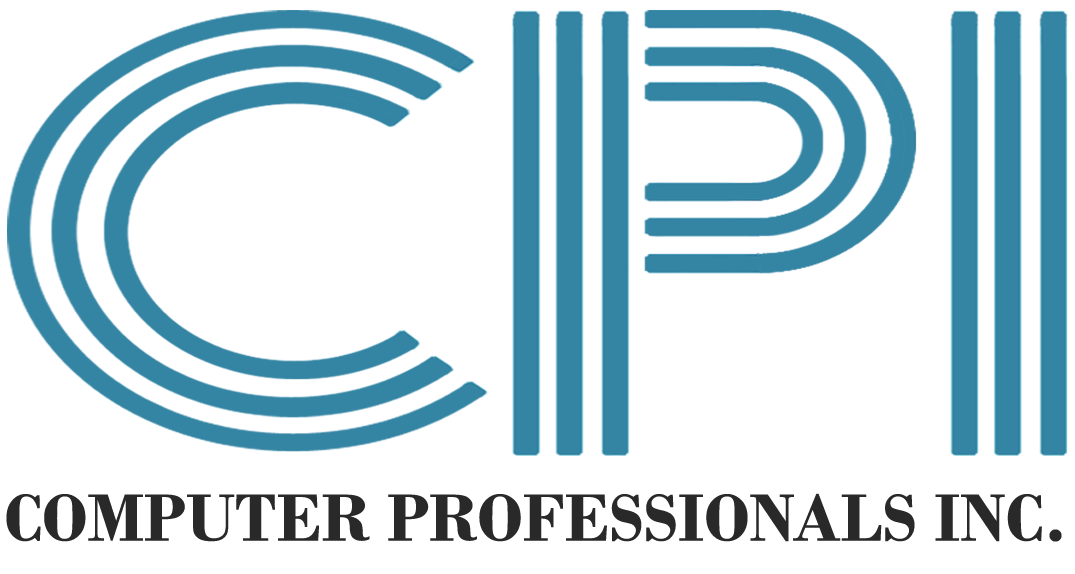 CPI
COMPUTER PROFESSIONALS INC.